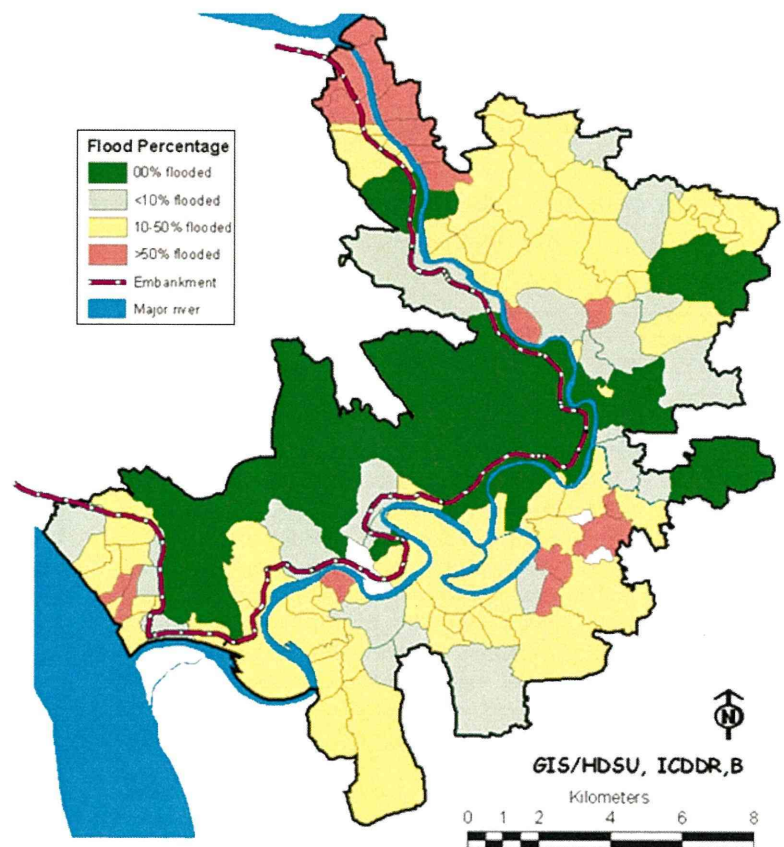 Flood Percentage
00% flooded
<10% flooded
10-50% flooded
>50% flooded
Embankment
Major river
N
GIS/HDSU, ICDDR,B
Kilometers
0 1 2 4 6 8